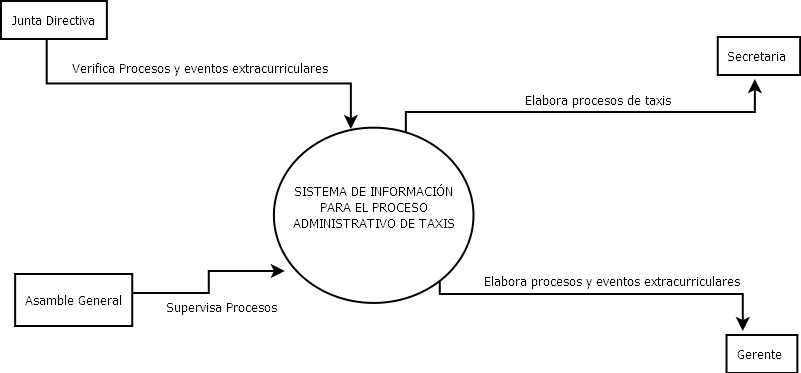 Junta Directiva
Verifica Procesos y eventos extracurriculares
Secretaria
Elabora procesos de taxis
SISTEMA DE INFORMACIÓN
PARA EL PROCESO
ADMINISTRATIVO DE TAXIS
Asamble General
Supervisa Procesos
Elabora procesos y eventos extracurriculares
Gerente